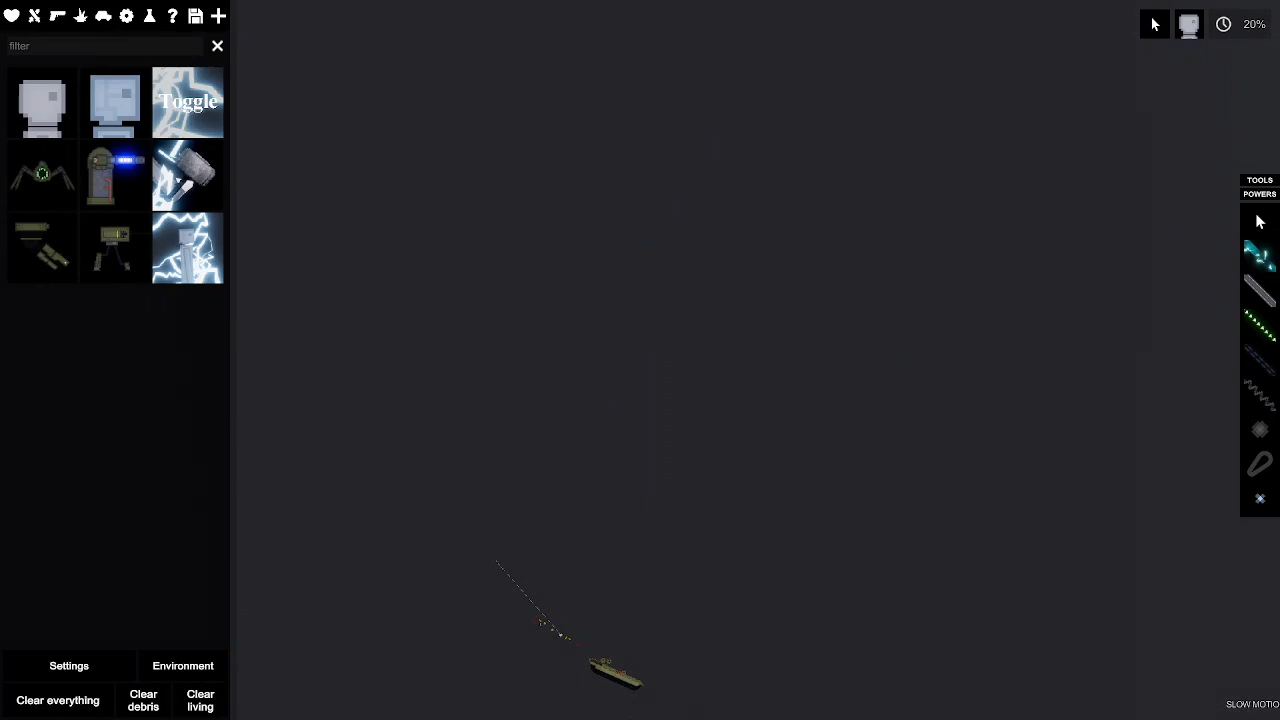 20%
filter
Toggle
TOOLS
POWERS
Settings
Environment
Clear everything
Clear
debris
Clear
living
SLOW MOTIO